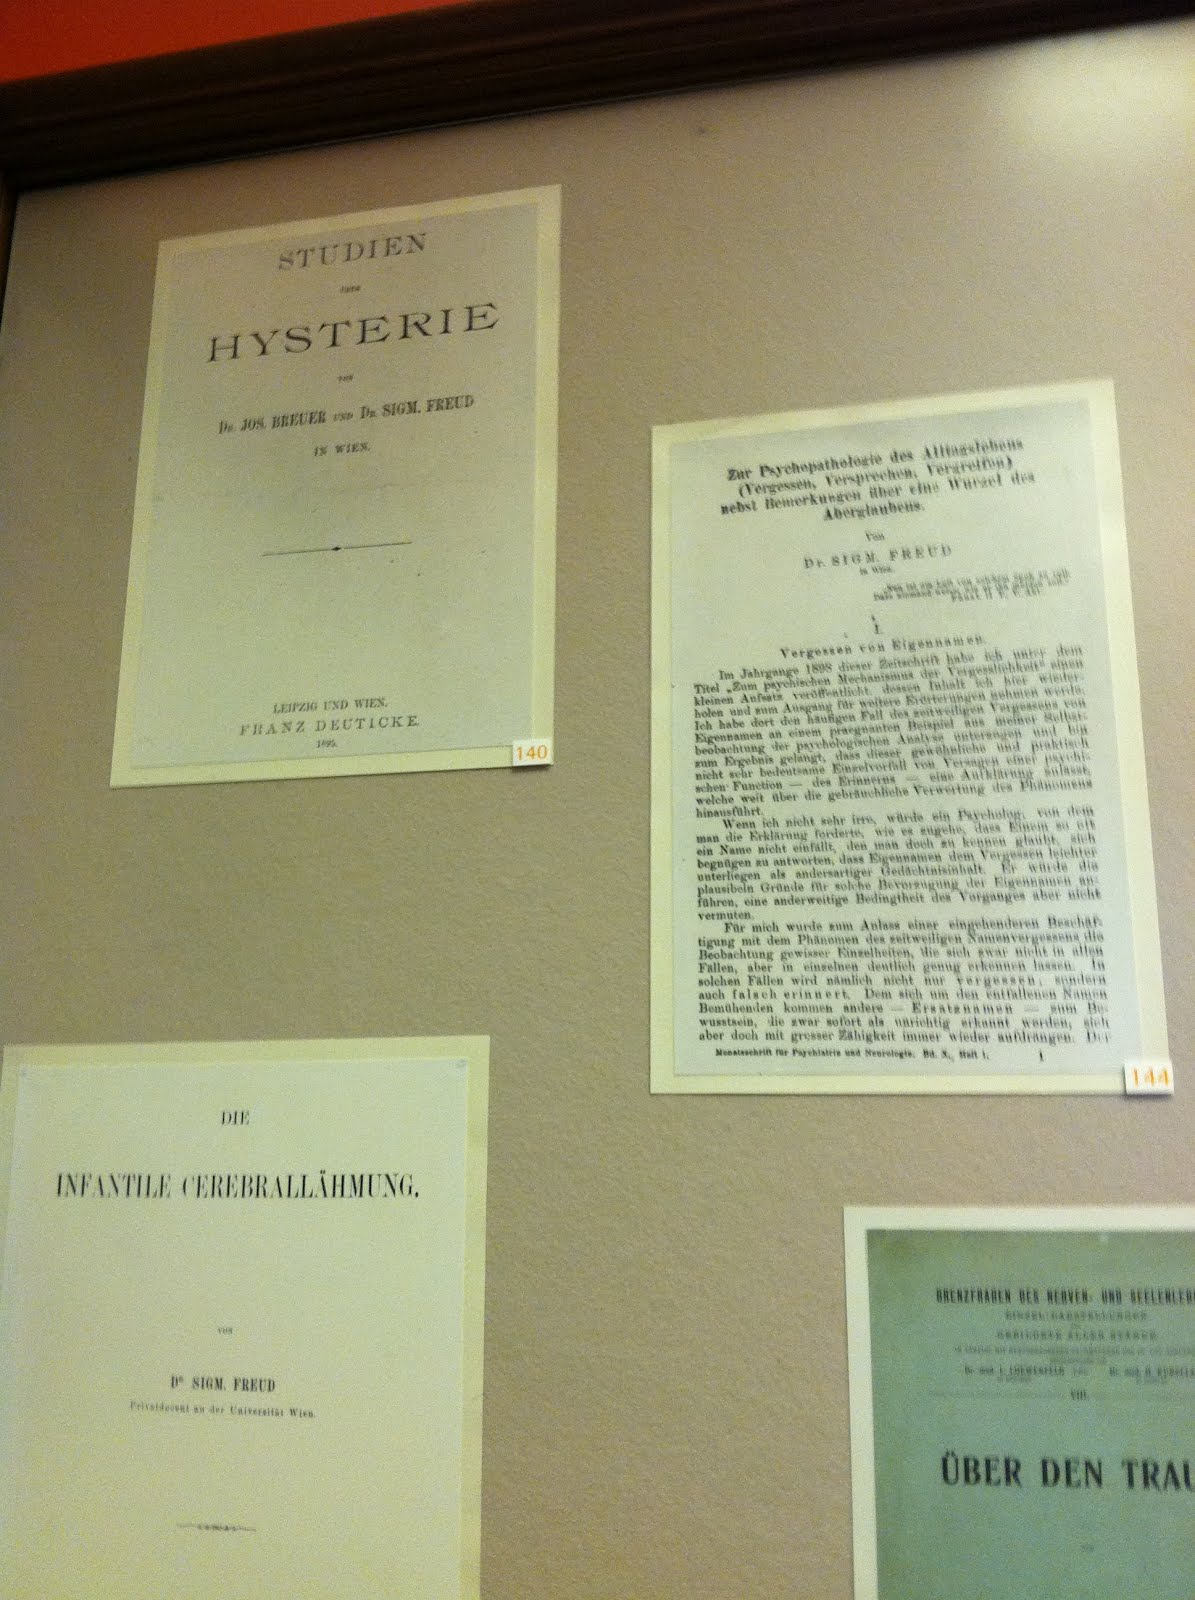 STUDIEN
ÜBER
HYSTERIE
VON
DR. JOS. BREUER UND DR. SIGM. FREUD
IN WIEN.
LEIPZIG UND WIEN.
FRANZ DEUTICKE.
1895.
140
Zur Psychopathologie des Alltagslebens
(Vergessen, Versprechen, Vergreifen)
nebst Bemerkungen über eine Wurzel des
Aberglaubens.
Von
Dr. SIGM. FREUD
in Wien.
Faust II
I.
Vergessen von Eigennamen.
Im Jahrgange 1898 dieser Zeitschrift habe ich unter dem
Titel „Zum psychischen Mechanismus der Vergesslichkeit“ einen
kleinen Aufsatz veröffentlicht, dessen Inhalt ich hier wieder-
holen und zum Ausgang für weitere Erörterungen nehmen werde.
Ich habe dort den häufigen Fall des zeitweiligen Vergessens von
Eigennamen an einem praegnanten Beispiel aus meiner Selbst-
beobachtung der psychologischen Analyse unterzogen und bin
zum Ergebnis gelangt, dass dieser gewöhnliche und praktisch
nicht sehr bedeutsame Einzelvorfall von Versagen einer psychi-
schen Function — des Erinnerns — eine Aufklärung zulässt,
welche weit über die gebräuchliche Verwertung des Phänomens
hinausführt.
Wenn ich nicht sehr irre, würde ein Psycholog, von dem
man die Erklärung forderte, wie es zugehe, dass Einem so oft
ein Name nicht einfällt, den man doch zu kennen glaubt, sich
begnügen zu antworten, dass Eigennamen dem Vergessen leichter
unterliegen als andersartiger Gedächtnisinhalt. Er würde die
plausibeln Gründe für solche Bevorzugung der Eigennamen an-
führen, eine anderweitige Bedingtheit des Vorganges aber nicht
vermuten.
Für mich wurde zum Anlass einer eingehenderen Beschäf-
tigung mit dem Phänomen des zeitweiligen Namenvergessens die
Beobachtung gewisser Einzelheiten, die sich zwar nicht in allen
Fällen, aber in einzelnen deutlich genug erkennen lassen. In
solchen Fällen wird nämlich nicht nur vergessen, sondern
auch falsch erinnert. Dem sich um den entfallenen Namen
Bemühenden kommen andere — Ersatznamen — zum Be-
wusstsein, die zwar sofort als unrichtig erkannt werden, sich
aber doch mit grosser Zähigkeit immer wieder aufdrängen. Der
Monatsschrift für Psychiatrie und Neurologie. Bd. X, Heft 1. 1
144
DIE
INFANTILE CEREBRALLÄHMUNG.
VON
DR SIGM. FREUD
Privatdocent an der Universität Wien.
GRENZFRAGEN DES NERVEN- UND SEELENLEB
EINZEL-DARSTELLUNGEN
GEBILDETE ALLER STÄNDE.
Dr. med. L. LOEWENFELD
VIII.
ÜBER DEN TRAU